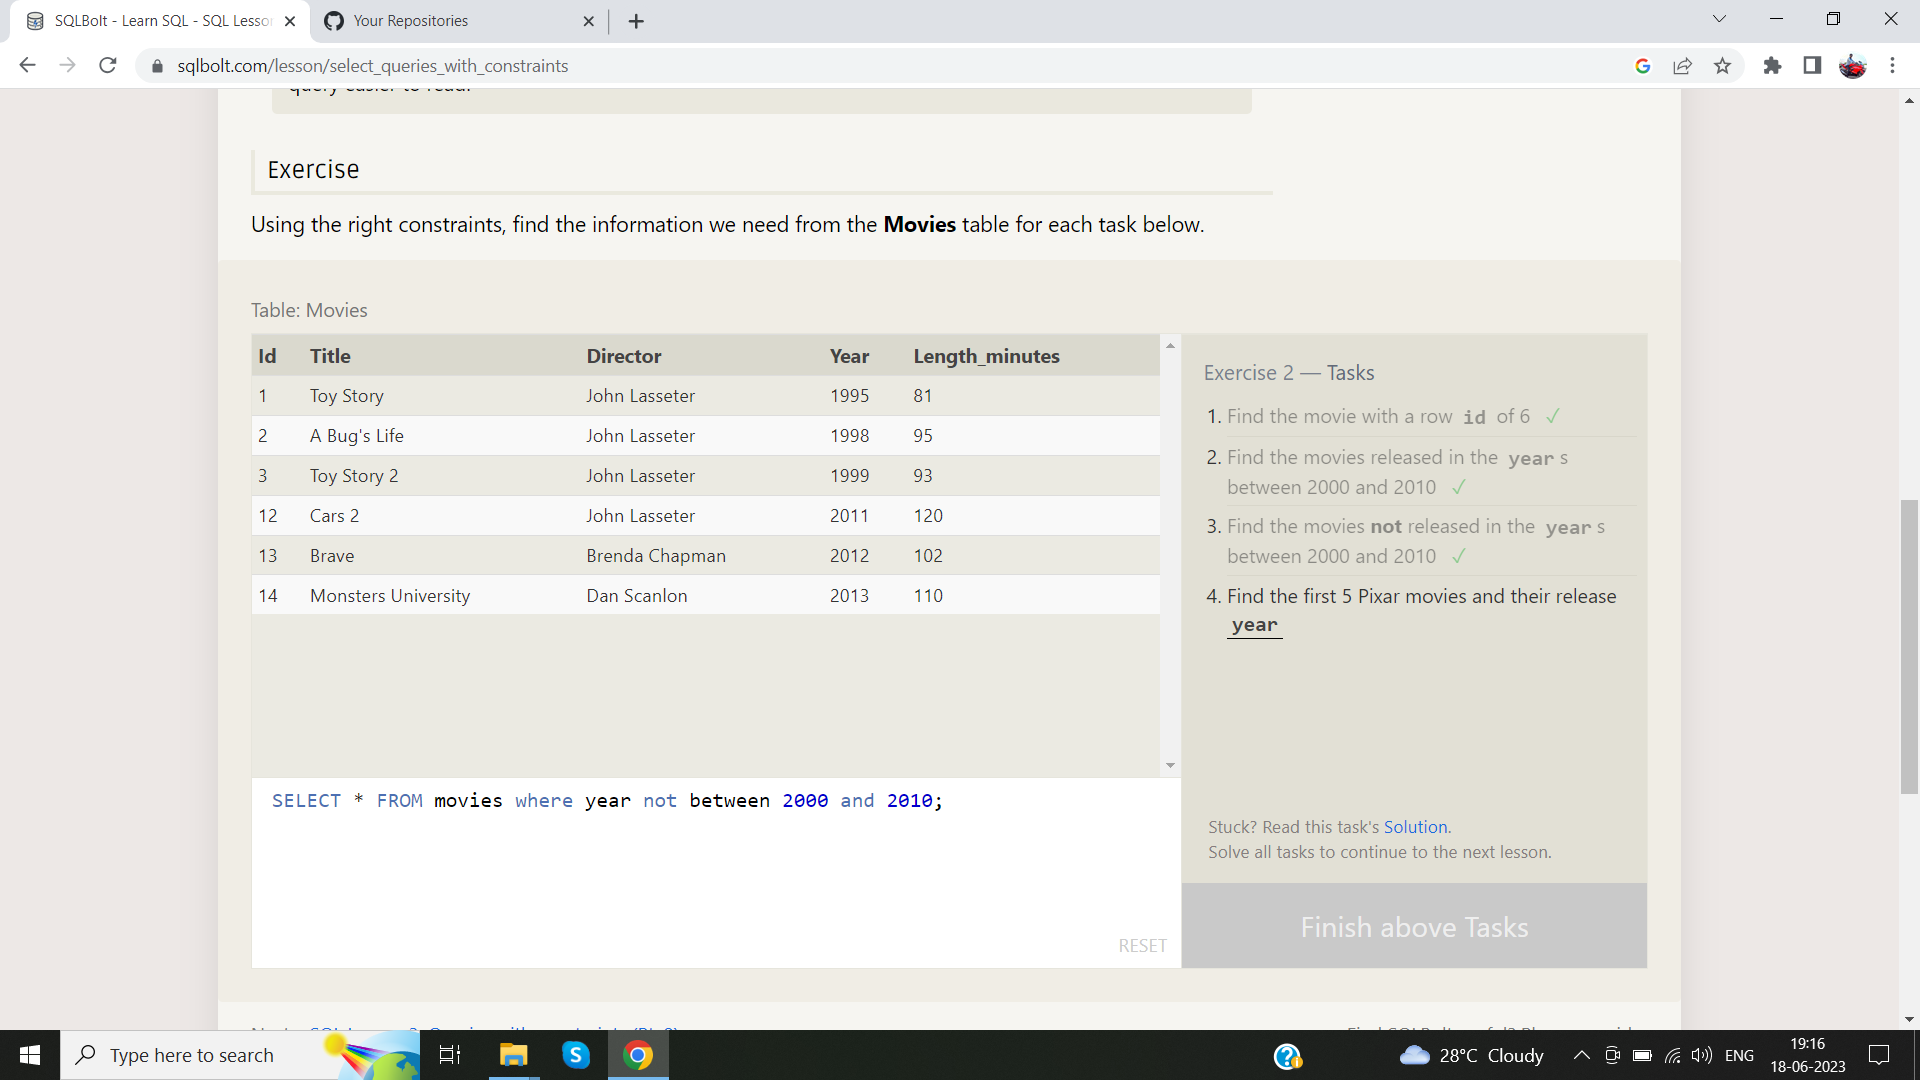 SQLBolt - Learn SQL - SQL Lesson
Your Repositories
sqlbolt.com/lesson/select_queries_with_constraints
query easier to read.
Exercise
Using the right constraints, find the information we need from the Movies table for each task below.
Table: Movies
Id Title Director Year Length_minutes
1 Toy Story John Lasseter 1995 81
2 A Bug's Life John Lasseter 1998 95
3 Toy Story 2 John Lasseter 1999 93
12 Cars 2 John Lasseter 2011 120
13 Brave Brenda Chapman 2012 102
14 Monsters University Dan Scanlon 2013 110
SELECT * FROM movies where year not between 2000 and 2010;
RESET
Exercise 2 — Tasks
1. Find the movie with a row id of 6 ✓
2. Find the movies released in the year s
between 2000 and 2010 ✓
3. Find the movies not released in the year s
between 2000 and 2010 ✓
4. Find the first 5 Pixar movies and their release
year
Stuck? Read this task's Solution.
Solve all tasks to continue to the next lesson.
Finish above Tasks
Type here to search
28°C Cloudy
ENG
19:16
18-06-2023